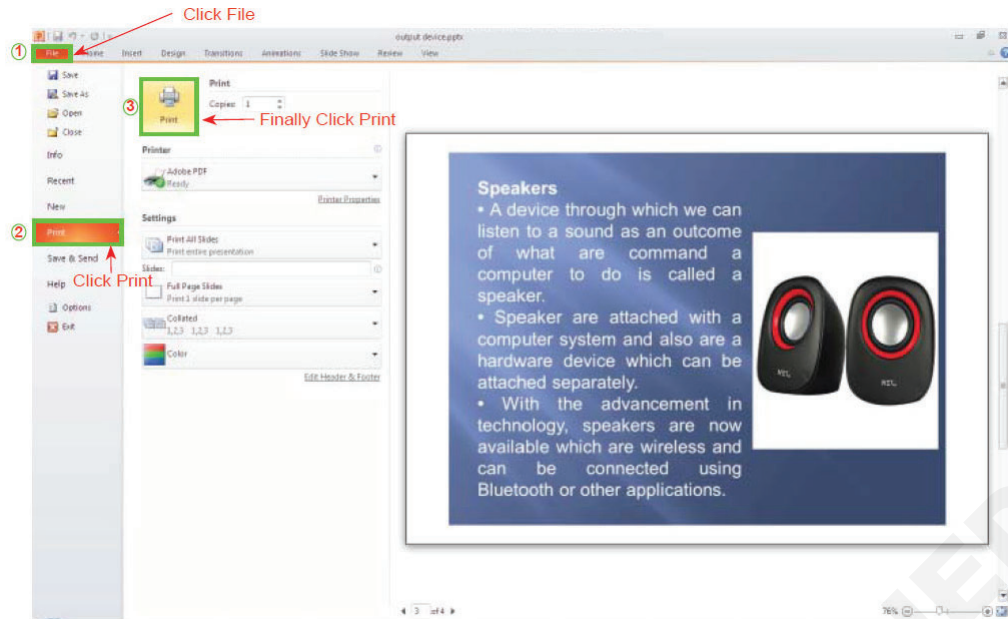 Click File
output device.pptx
1
File Home Insert Design Transitions Animations Slide Show Review View
Save
Save As
Open
Close
Info
Recent
New
2
Print
Save & Send
Help
Click Print
Options
Exit
3
Print
Print
Copies: 1
Finally Click Print
Printer
Adobe PDF
Ready
Printer Properties
Settings
Print All Slides
Print entire presentation
Slides:
Full Page Slides
Print 1 slide per page
Collated
1,2,3 1,2,3 1,2,3
Color
Edit Header & Footer
Speakers
• A device through which we can
listen to a sound as an outcome
of what are command a
computer to do is called a
speaker.
• Speaker are attached with a
computer system and also are a
hardware device which can be
attached separately.
• With the advancement in
technology, speakers are now
available which are wireless and
can be connected using
Bluetooth or other applications.
3 of 4
76%